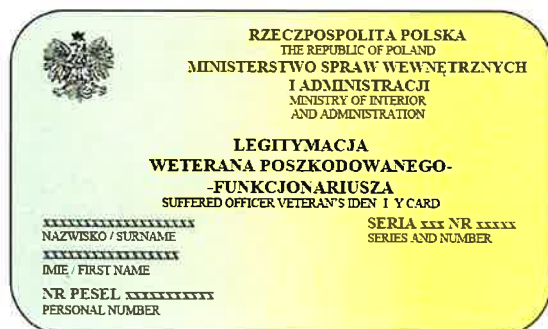 RZECZPOSPOLITA POLSKA
THE REPUBLIC OF POLAND
MINISTERSTWO SPRAW WEWNĘTRZNYCH
I ADMINISTRACJI
MINISTRY OF INTERIOR
AND ADMINISTRATION
LEGITYMACJA
WETERANA POSZKODOWANEGO-
-FUNKCJONARIUSZA
SUFFERED OFFICER VETERAN'S IDEN I Y CARD
xxxxxxxxxxxxxxxxxxxx
NAZWISKO / SURNAME
SERIA xxx NR xxxxx
SERIES AND NUMBER
xxxxxxxxxxxxxxxxxx
IMIE / FIRST NAME
NR PESEL xxxxxxxxxxx
PERSONAL NUMBER